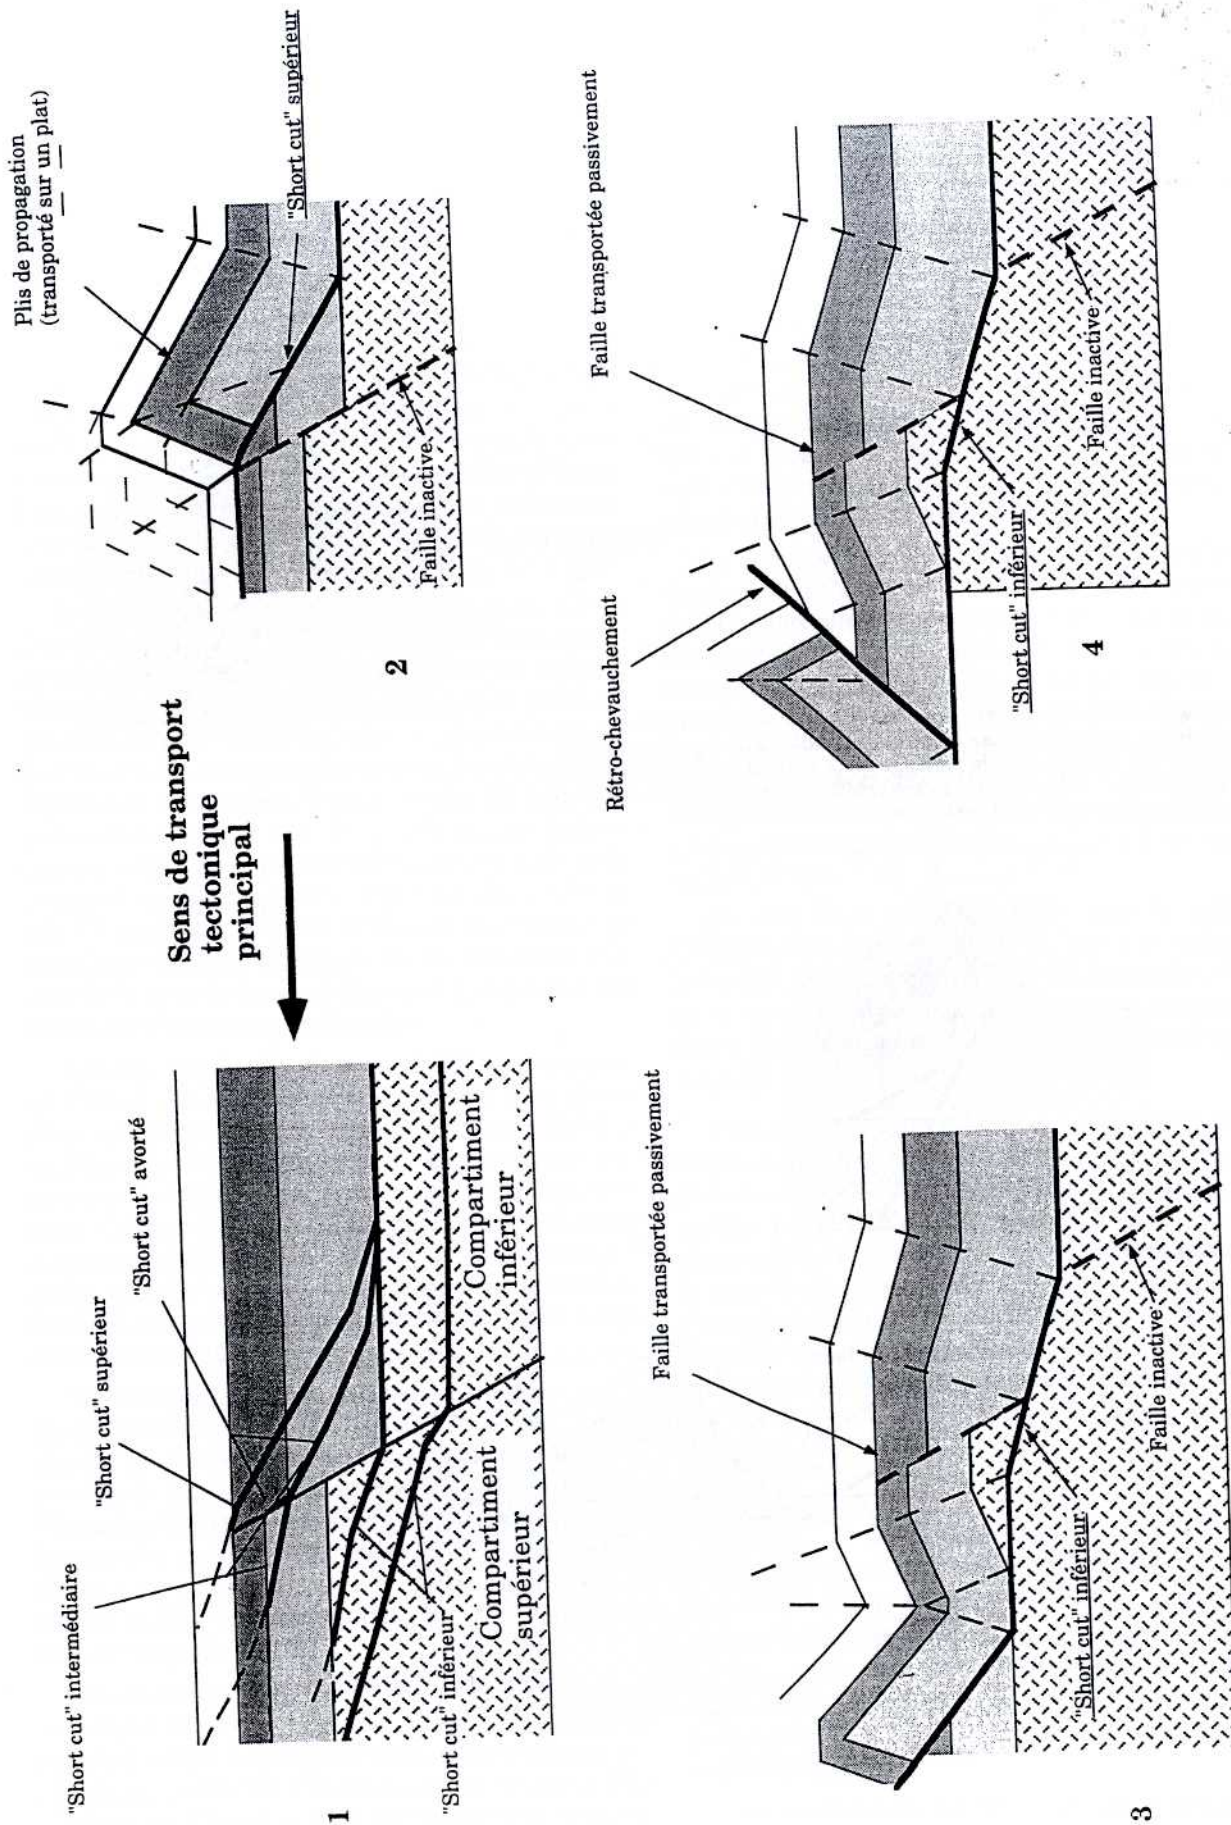 "Short cut" intermédiaire
"Short cut" supérieur
"Short cut" avorté
Compartiment
inférieur
Compartiment
supérieur
"Short cut" inférieur
1
Sens de transport
tectonique
principal
Plis de propagation
(transporté sur un plat)
"Short cut" supérieur
Faille inactive
2
Faille transportée passivement
"Short cut" inférieur
Faille inactive
3
Rétro-chevauchement
Faille transportée passivement
"Short cut" inférieur
Faille inactive
4